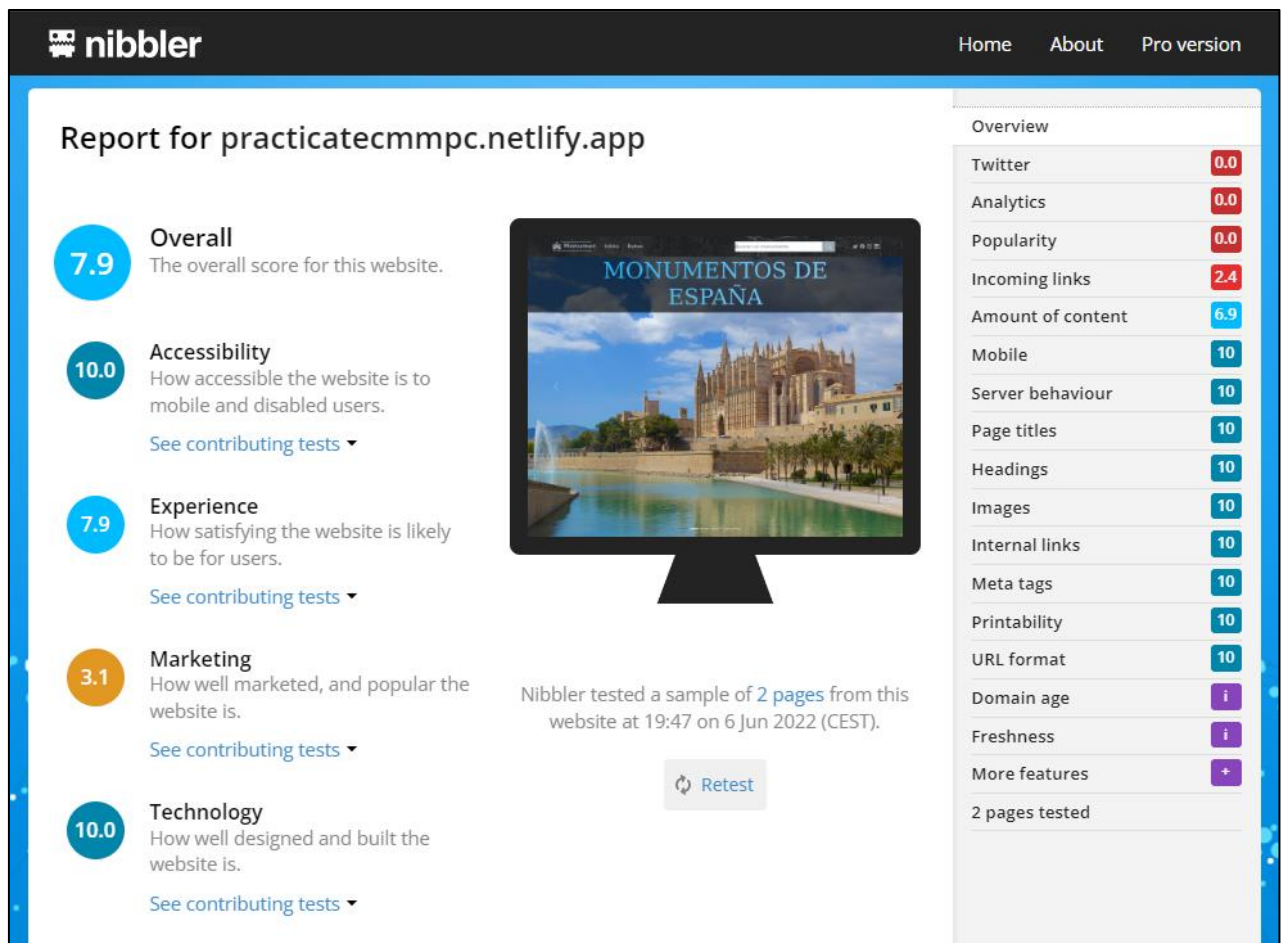 nibbler
Home About Pro version
Report for practicatecmmpc.netlify.app
7.9
Overall
The overall score for this website.
10.0
Accessibility
How accessible the website is to
mobile and disabled users.
See contributing tests
7.9
Experience
How satisfying the website is likely
to be for users.
See contributing tests
3.1
Marketing
How well marketed, and popular the
website is.
See contributing tests
10.0
Technology
How well designed and built the
website is.
See contributing tests
MONUMENTOS DE
ESPAÑA
Nibbler tested a sample of 2 pages from this
website at 19:47 on 6 Jun 2022 (CEST).
Retest
Overview
Twitter 0.0
Analytics 0.0
Popularity 0.0
Incoming links 2.4
Amount of content 6.9
Mobile 10
Server behaviour 10
Page titles 10
Headings 10
Images 10
Internal links 10
Meta tags 10
Printability 10
URL format 10
Domain age i
Freshness i
More features +
2 pages tested